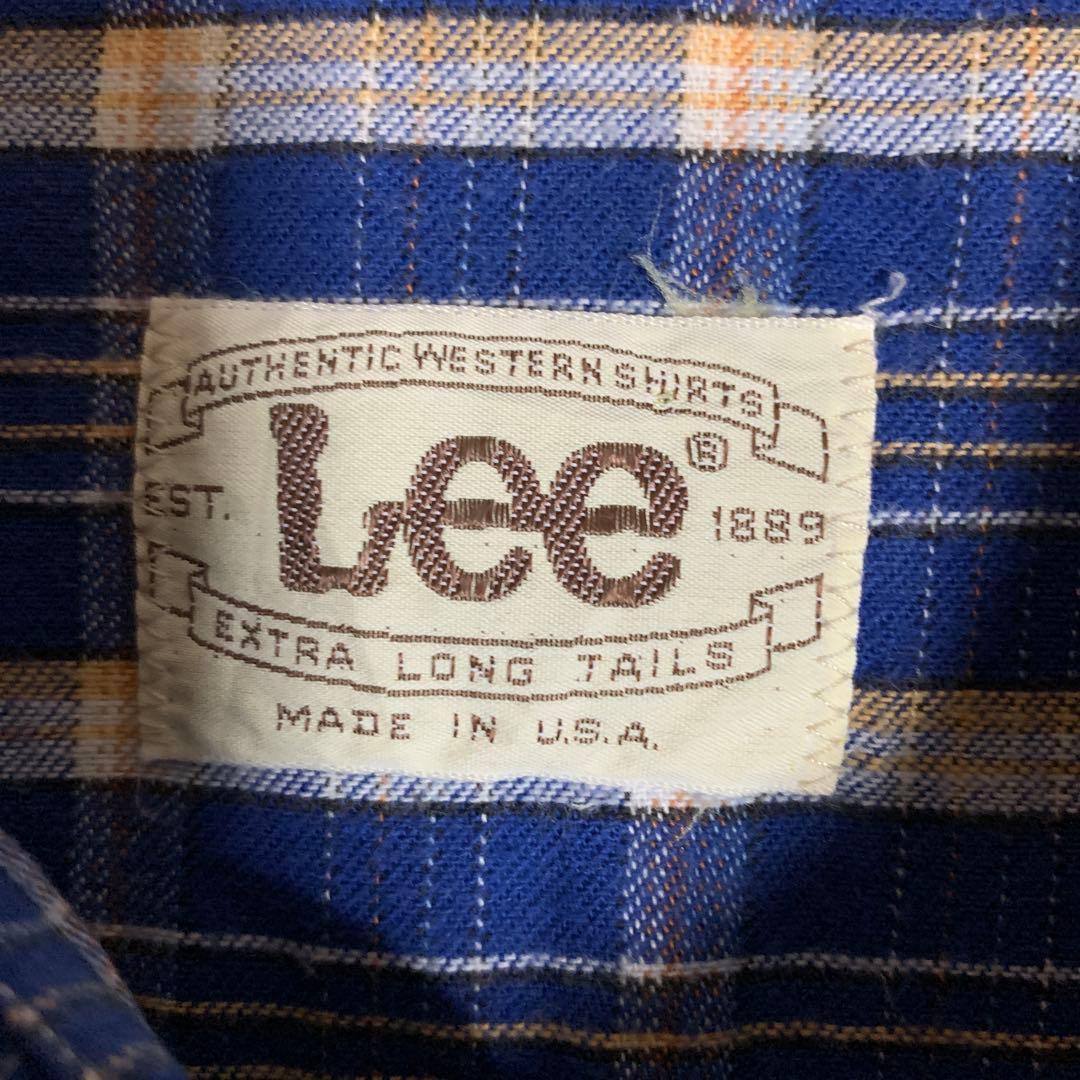 AUTHENTIC WESTERN SHIRTS
Lee®
EST. 1889
EXTRA LONG TAILS
MADE IN U.S.A.